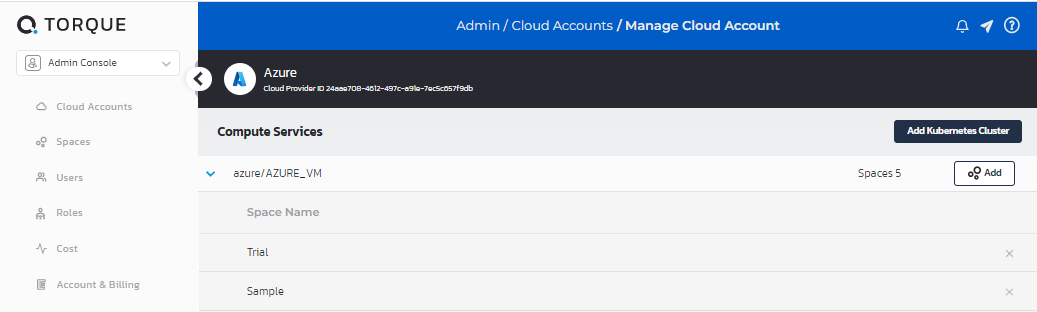 TORQUE
Admin / Cloud Accounts / Manage Cloud Account
Admin Console
Azure
Cloud Provider ID 24aae708-4612-497c-a91e-7ec5c657f9db
Cloud Accounts
Compute Services
Add Kubernetes Cluster
Spaces
azure/AZURE_VM
Spaces 5
Add
Users
Roles
Space Name
Cost
Trial
Account & Billing
Sample